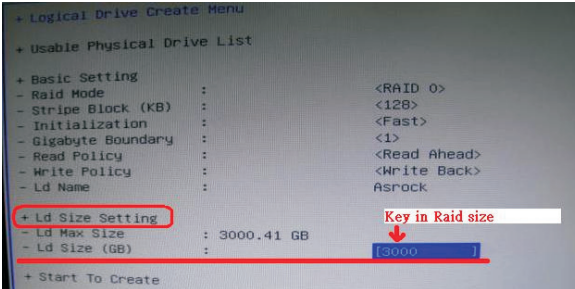 + Logical Drive Create Menu
+ Usable Physical Drive List
+ Basic Setting
- Raid Mode : <RAID 0>
- Stripe Block (KB) : <128>
- Initialization : <Fast>
- Gigabyte Boundary : <1>
- Read Policy : <Read Ahead>
- Write Policy : <Write Back>
- Ld Name : Asrock
+ Ld Size Setting
Key in Raid size
- Ld Max Size : 3000.41 GB
- Ld Size (GB) : [3000 ]
+ Start To Create